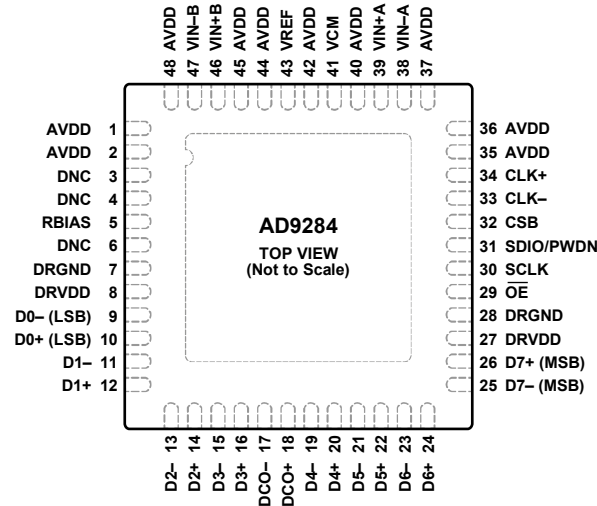 48 AVDD
47 VIN–B
46 VIN+B
45 AVDD
44 AVDD
43 VREF
42 AVDD
41 VCM
40 AVDD
39 VIN+A
38 VIN–A
37 AVDD
AVDD 1
AVDD 2
DNC 3
DNC 4
RBIAS 5
DNC 6
DRGND 7
DRVDD 8
D0– (LSB) 9
D0+ (LSB) 10
D1– 11
D1+ 12
AD9284
TOP VIEW
(Not to Scale)
36 AVDD
35 AVDD
34 CLK+
33 CLK–
32 CSB
31 SDIO/PWDN
30 SCLK
29 O̅E̅
28 DRGND
27 DRVDD
26 D7+ (MSB)
25 D7– (MSB)
D2– 13
D2+ 14
D3– 15
D3+ 16
DCO– 17
DCO+ 18
D4– 19
D4+ 20
D5– 21
D5+ 22
D6– 23
D6+ 24